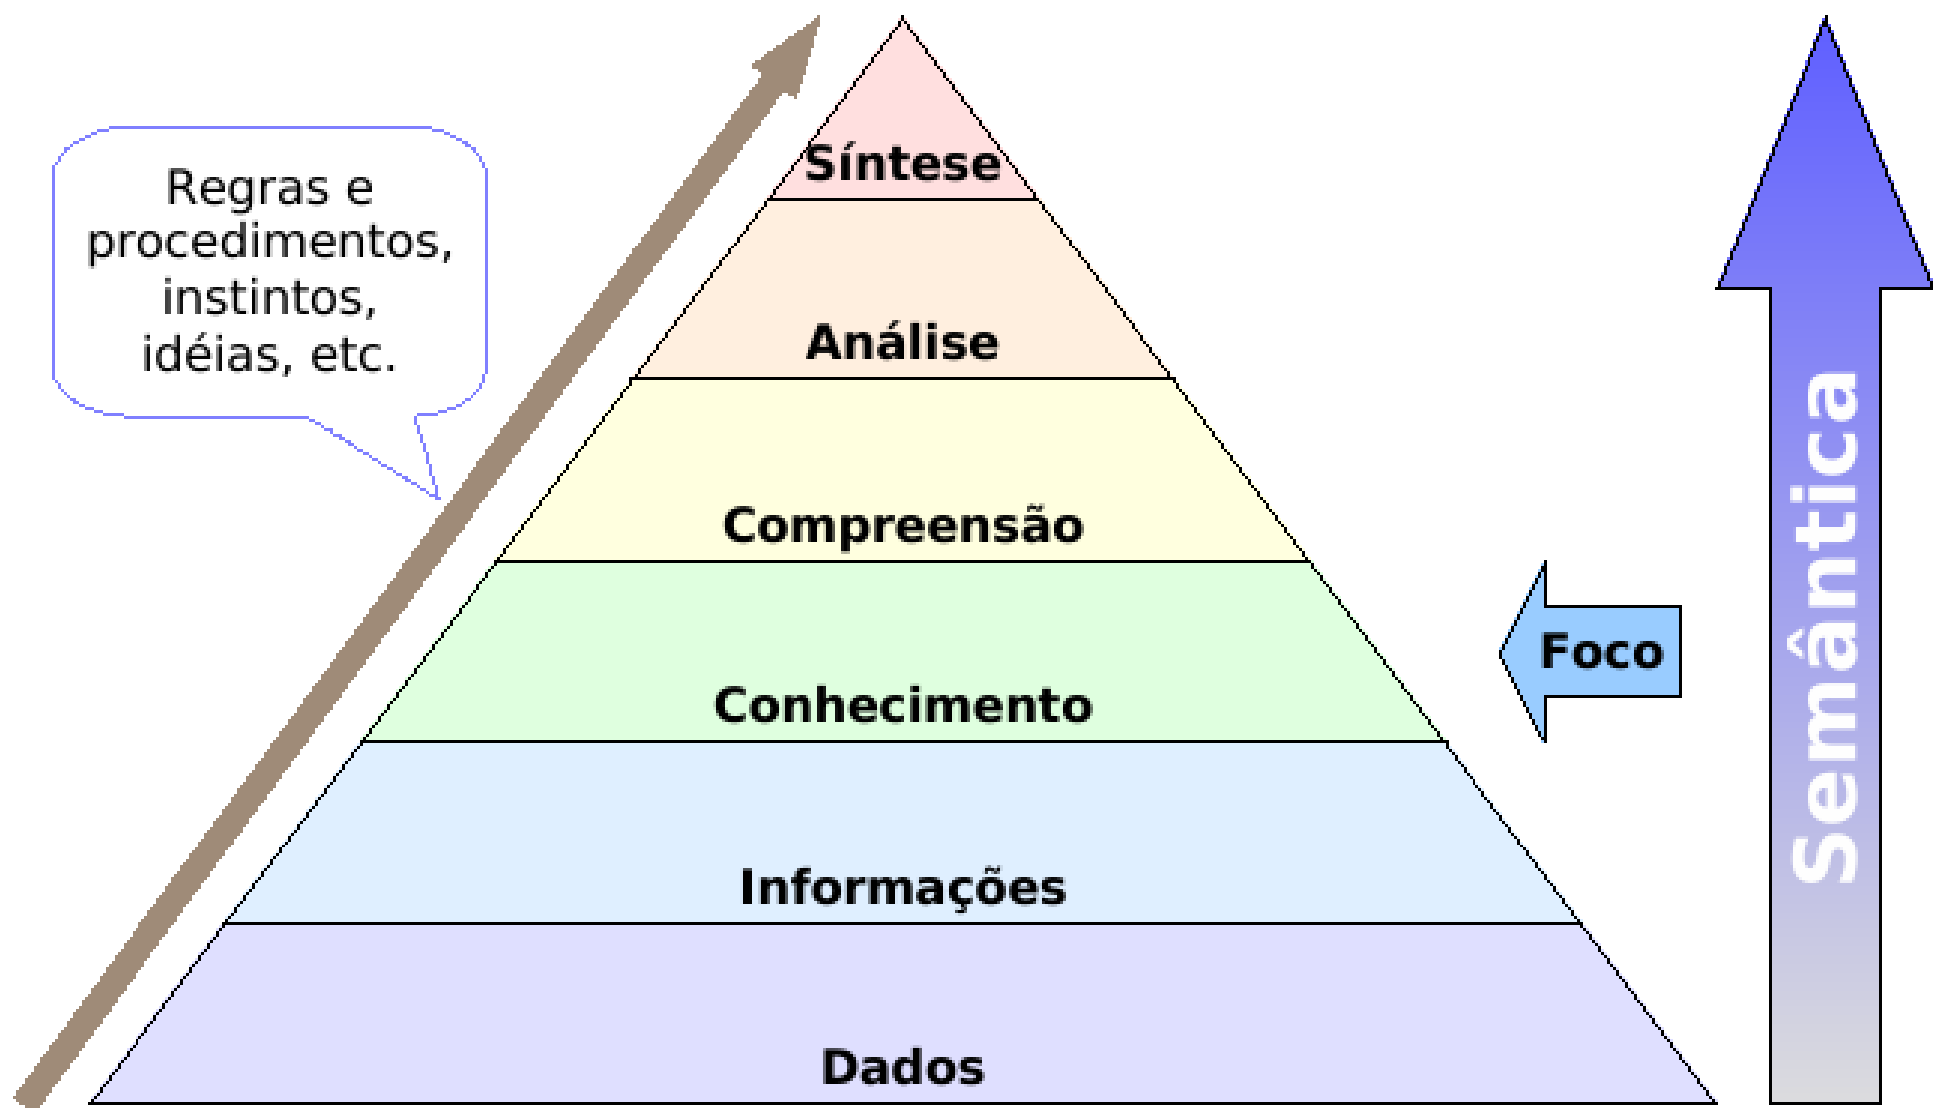 Regras e
procedimentos,
instintos,
idéias, etc.
Síntese
Análise
Compreensão
Conhecimento
Informações
Dados
Foco
Semântica